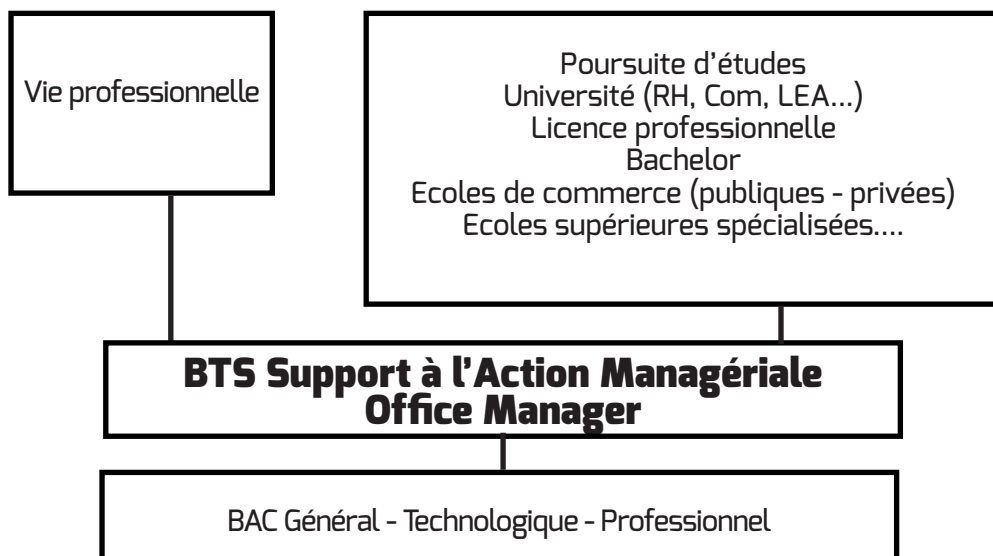 Vie professionnelle
Poursuite d'études
Université (RH, Com, LEA...)
Licence professionnelle
Bachelor
Ecoles de commerce (publiques - privées)
Ecoles supérieures spécialisées....
BTS Support à l'Action Managériale
Office Manager
BAC Général - Technologique - Professionnel